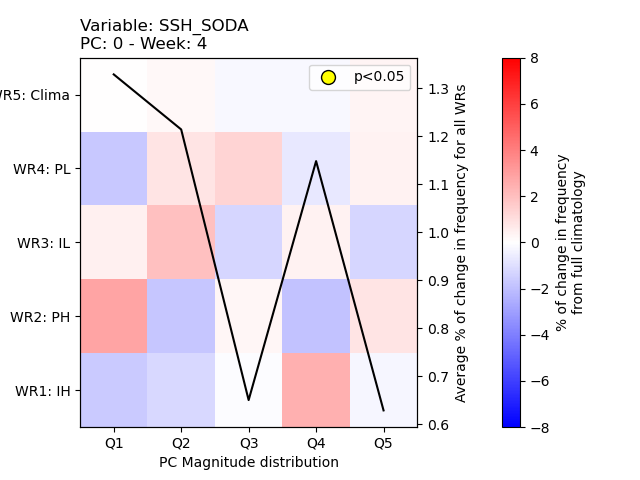 Variable: SSH_SODA
PC: 0 - Week: 4
WR5: Clima
WR4: PL
WR3: IL
WR2: PH
WR1: IH
Q1 Q2 Q3 Q4 Q5
PC Magnitude distribution
p<0.05
1.3
1.2
1.1
1.0
0.9
0.8
0.7
0.6
Average % of change in frequency for all WRs
8
6
4
2
0
−2
−4
−6
−8
% of change in frequency
from full climatology